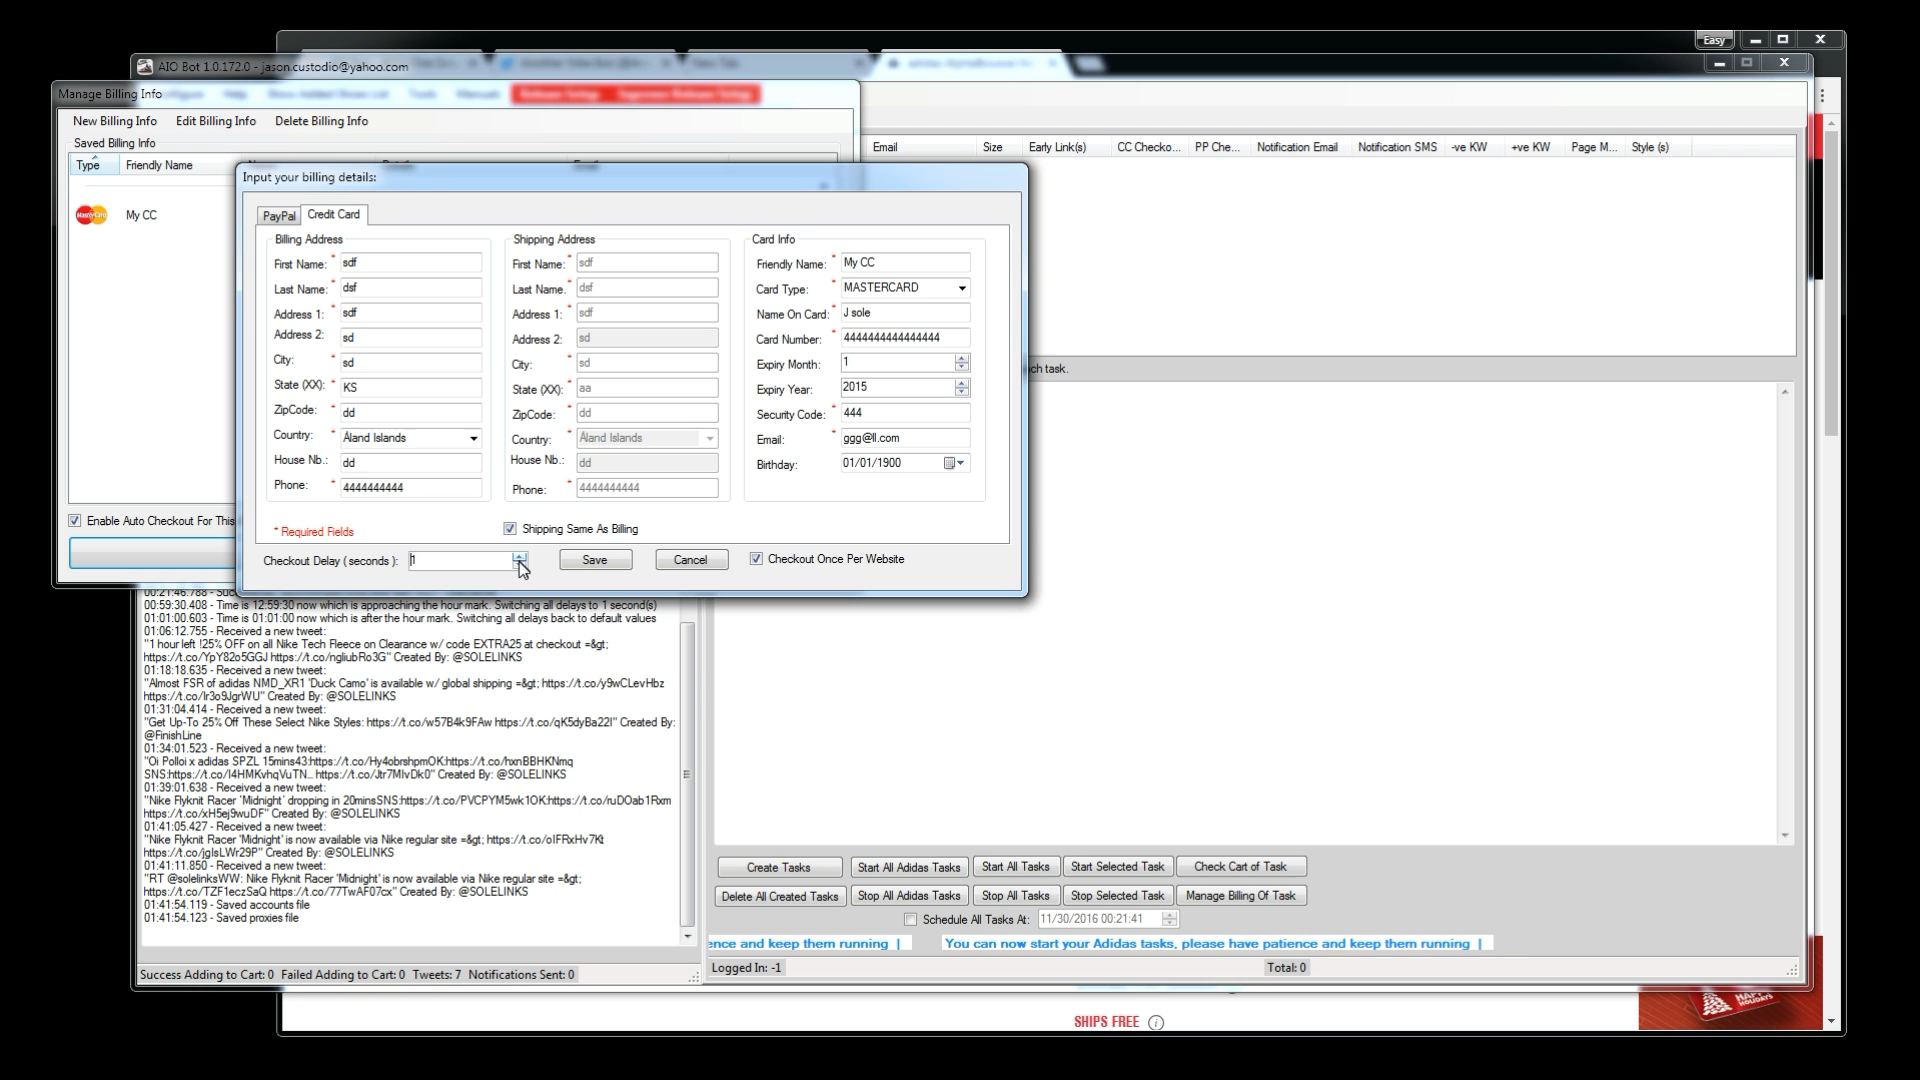 Easy
AIO Bot 1.0.172.0 - jason.custodio@yahoo.com
Manage Billing Info
Help
Tools
New Billing Info Edit Billing Info Delete Billing Info
Saved Billing Info
Type Friendly Name
MasterCard My CC
Enable Auto Checkout For This
Email Size Early Link(s) CC Checko... PP Che... Notification Email Notification SMS -ve KW +ve KW Page M... Style (s)
ch task.
Input your billing details:
PayPal Credit Card
Billing Address
First Name: * sdf
Last Name: * dsf
Address 1: * sdf
Address 2: sd
City: * sd
State (XX): * KS
ZipCode: * dd
Country: * Åland Islands
House Nb.: dd
Phone: * 4444444444
* Required Fields
Shipping Address
First Name: * sdf
Last Name. * dsf
Address 1: * sdf
Address 2: sd
City: * sd
State (XX): * aa
ZipCode: * dd
Country: * Åland Islands
House Nb.: dd
Phone: * 4444444444
Shipping Same As Billing
Card Info
Friendly Name: * My CC
Card Type: * MASTERCARD
Name On Card: * J sole
Card Number: * 4444444444444444
Expiry Month: 1
Expiry Year: 2015
Security Code: * 444
Email: * ggg@ll.com
Birthday: 01/01/1900
Checkout Delay ( seconds ): 1 Save Cancel Checkout Once Per Website
00:59:30.408 - Time is 12:59:30 now which is approaching the hour mark. Switching all delays to 1 second(s)
01:01:00.603 - Time is 01:01:00 now which is after the hour mark. Switching all delays back to default values
01:06:12.755 - Received a new tweet:
"1 hour left !25% OFF on all Nike Tech Fleece on Clearance w/ code EXTRA25 at checkout =&gt;
https://t.co/YpY82o5GGJ https://t.co/ngliubRo3G" Created By: @SOLELINKS
01:18:18.635 - Received a new tweet:
"Almost FSR of adidas NMD_XR1 'Duck Camo' is available w/ global shipping =&gt; https://t.co/y9wCLevHbz
https://t.co/Ir3o9JgrWU" Created By: @SOLELINKS
01:31:04.414 - Received a new tweet:
"Get Up-To 25% Off These Select Nike Styles: https://t.co/w57B4k9FAw https://t.co/qK5dyBa22I" Created By:
@FinishLine
01:34:01.523 - Received a new tweet:
"Oi Polloi x adidas SPZL 15mins43:https://t.co/Hy4obrshpmOK:https://t.co/hxnBBHKNmq
SNS:https://t.co/I4HMKvhqVuTN... https://t.co/Jtr7MIvDk0" Created By: @SOLELINKS
01:39:01.638 - Received a new tweet:
"Nike Flyknit Racer 'Midnight' dropping in 20minsSNS:https://t.co/PVCPYM5wk1OK:https://t.co/ruDOab1Rxm
https://t.co/xH5ej9wuDF" Created By: @SOLELINKS
01:41:05.427 - Received a new tweet:
"Nike Flyknit Racer 'Midnight' is now available via Nike regular site =&gt; https://t.co/oIFRxHv7Kt
https://t.co/jgIsLWr29P" Created By: @SOLELINKS
01:41:11.850 - Received a new tweet:
"RT @solelinksWW: Nike Flyknit Racer 'Midnight' is now available via Nike regular site =&gt;
https://t.co/TZF1eczSaQ https://t.co/77TwAF07cx" Created By: @SOLELINKS
01:41:54.119 - Saved accounts file
01:41:54.123 - Saved proxies file
Success Adding to Cart: 0 Failed Adding to Cart: 0 Tweets: 7 Notifications Sent: 0
Create Tasks Start All Adidas Tasks Start All Tasks Start Selected Task Check Cart of Task
Delete All Created Tasks Stop All Adidas Tasks Stop All Tasks Stop Selected Task Manage Billing Of Task
Schedule All Tasks At: 11/30/2016 00:21:41
ence and keep them running | You can now start your Adidas tasks, please have patience and keep them running |
Logged In: -1 Total: 0
SHIPS FREE
HAPPY
HOLIDAYS